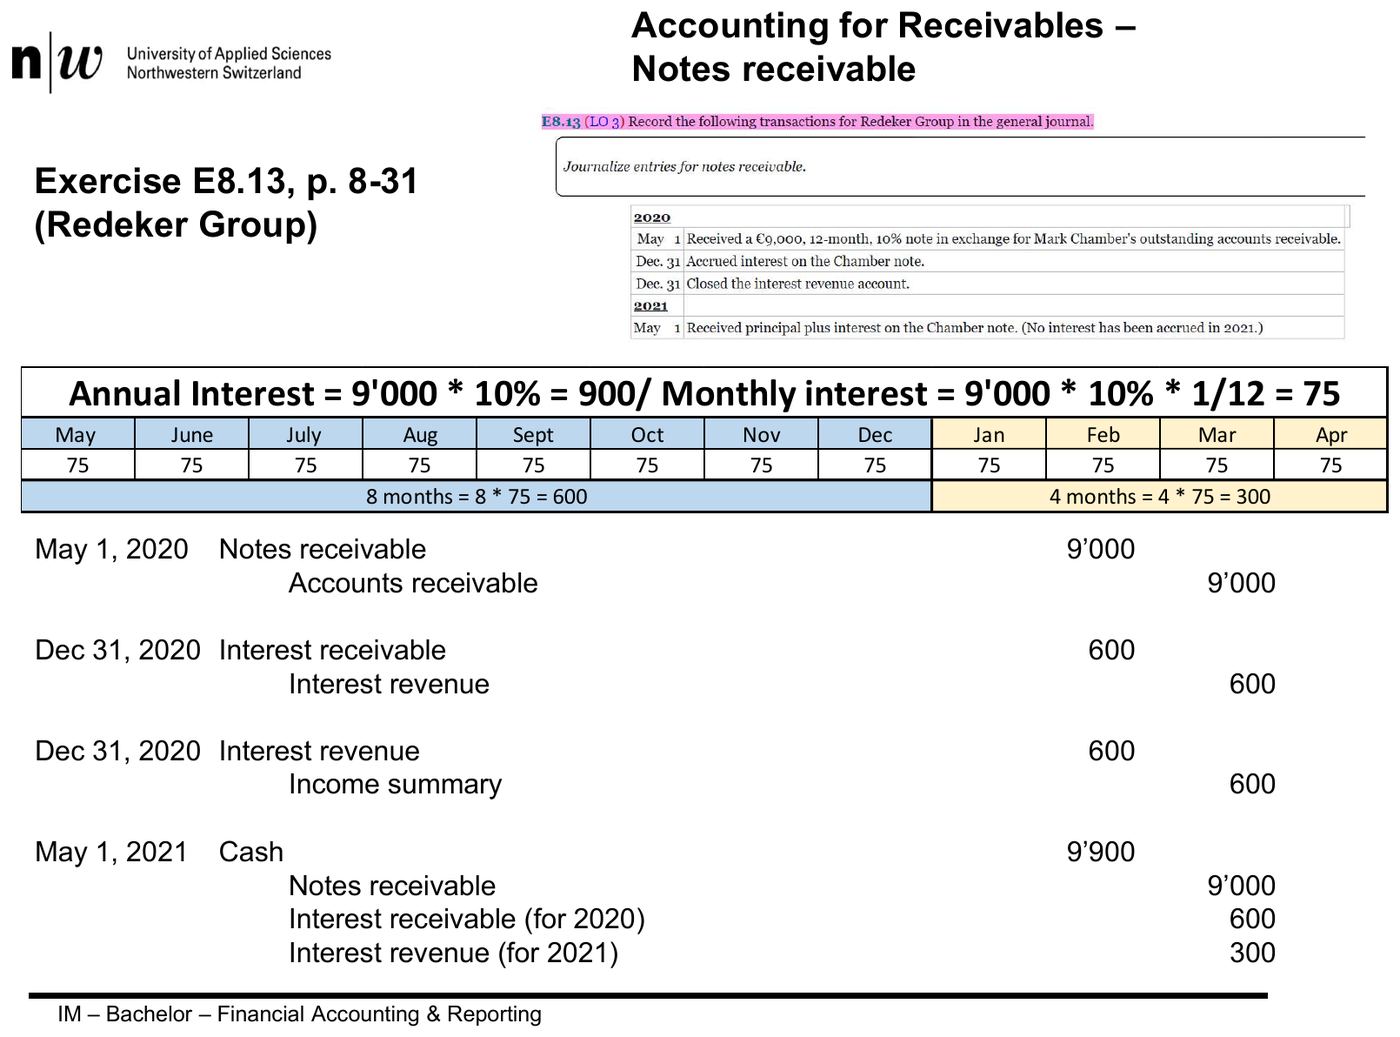 n|w University of Applied Sciences
Northwestern Switzerland
Accounting for Receivables –
Notes receivable
E8.13 (LO 3) Record the following transactions for Redeker Group in the general journal.
Journalize entries for notes receivable.
Exercise E8.13, p. 8-31
(Redeker Group)
2020
May 1 Received a €9,000, 12-month, 10% note in exchange for Mark Chamber's outstanding accounts receivable.
Dec. 31 Accrued interest on the Chamber note.
Dec. 31 Closed the interest revenue account.
2021
May 1 Received principal plus interest on the Chamber note. (No interest has been accrued in 2021.)
Annual Interest = 9'000 * 10% = 900/ Monthly interest = 9'000 * 10% * 1/12 = 75
May June July Aug Sept Oct Nov Dec Jan Feb Mar Apr
75 75 75 75 75 75 75 75 75 75 75 75
8 months = 8 * 75 = 600 4 months = 4 * 75 = 300
May 1, 2020 Notes receivable 9’000
Accounts receivable 9’000
Dec 31, 2020 Interest receivable 600
Interest revenue 600
Dec 31, 2020 Interest revenue 600
Income summary 600
May 1, 2021 Cash 9’900
Notes receivable 9’000
Interest receivable (for 2020) 600
Interest revenue (for 2021) 300
IM – Bachelor – Financial Accounting & Reporting